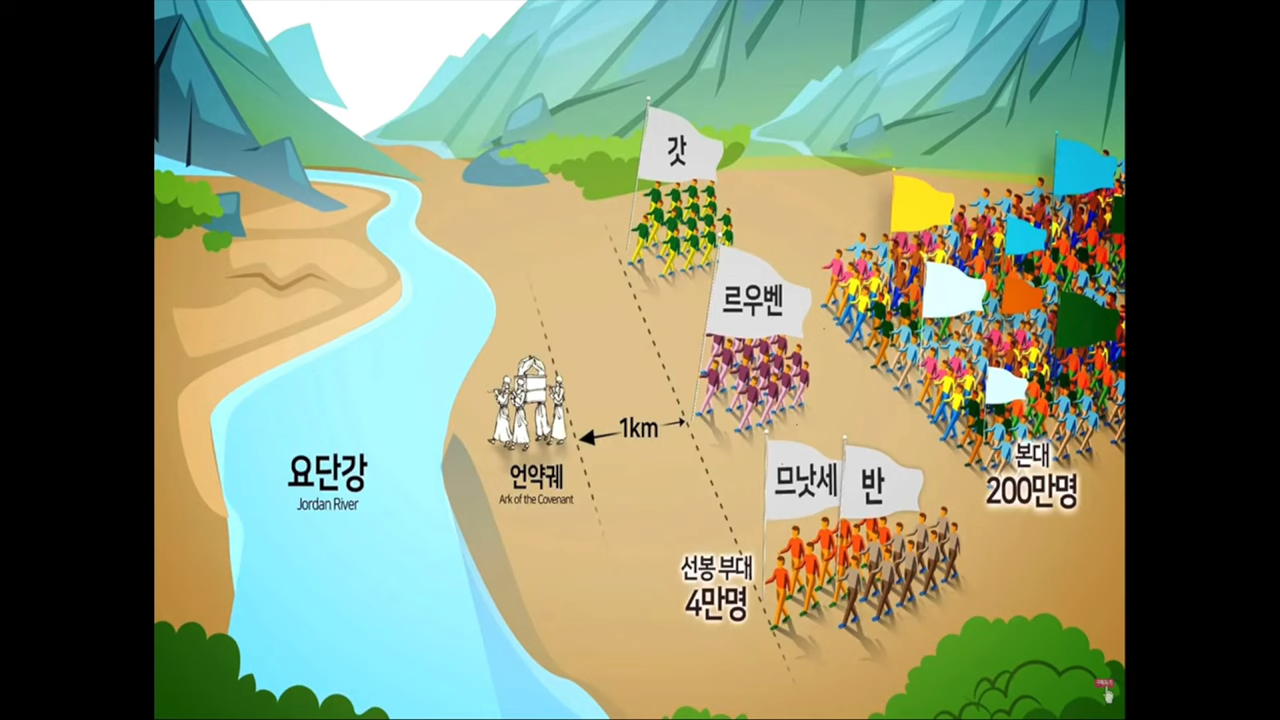 갓
르우벤
1km
므낫세 반
요단강
Jordan River
언약궤
Ark of the Covenant
본대
200만명
선봉 부대
4만명